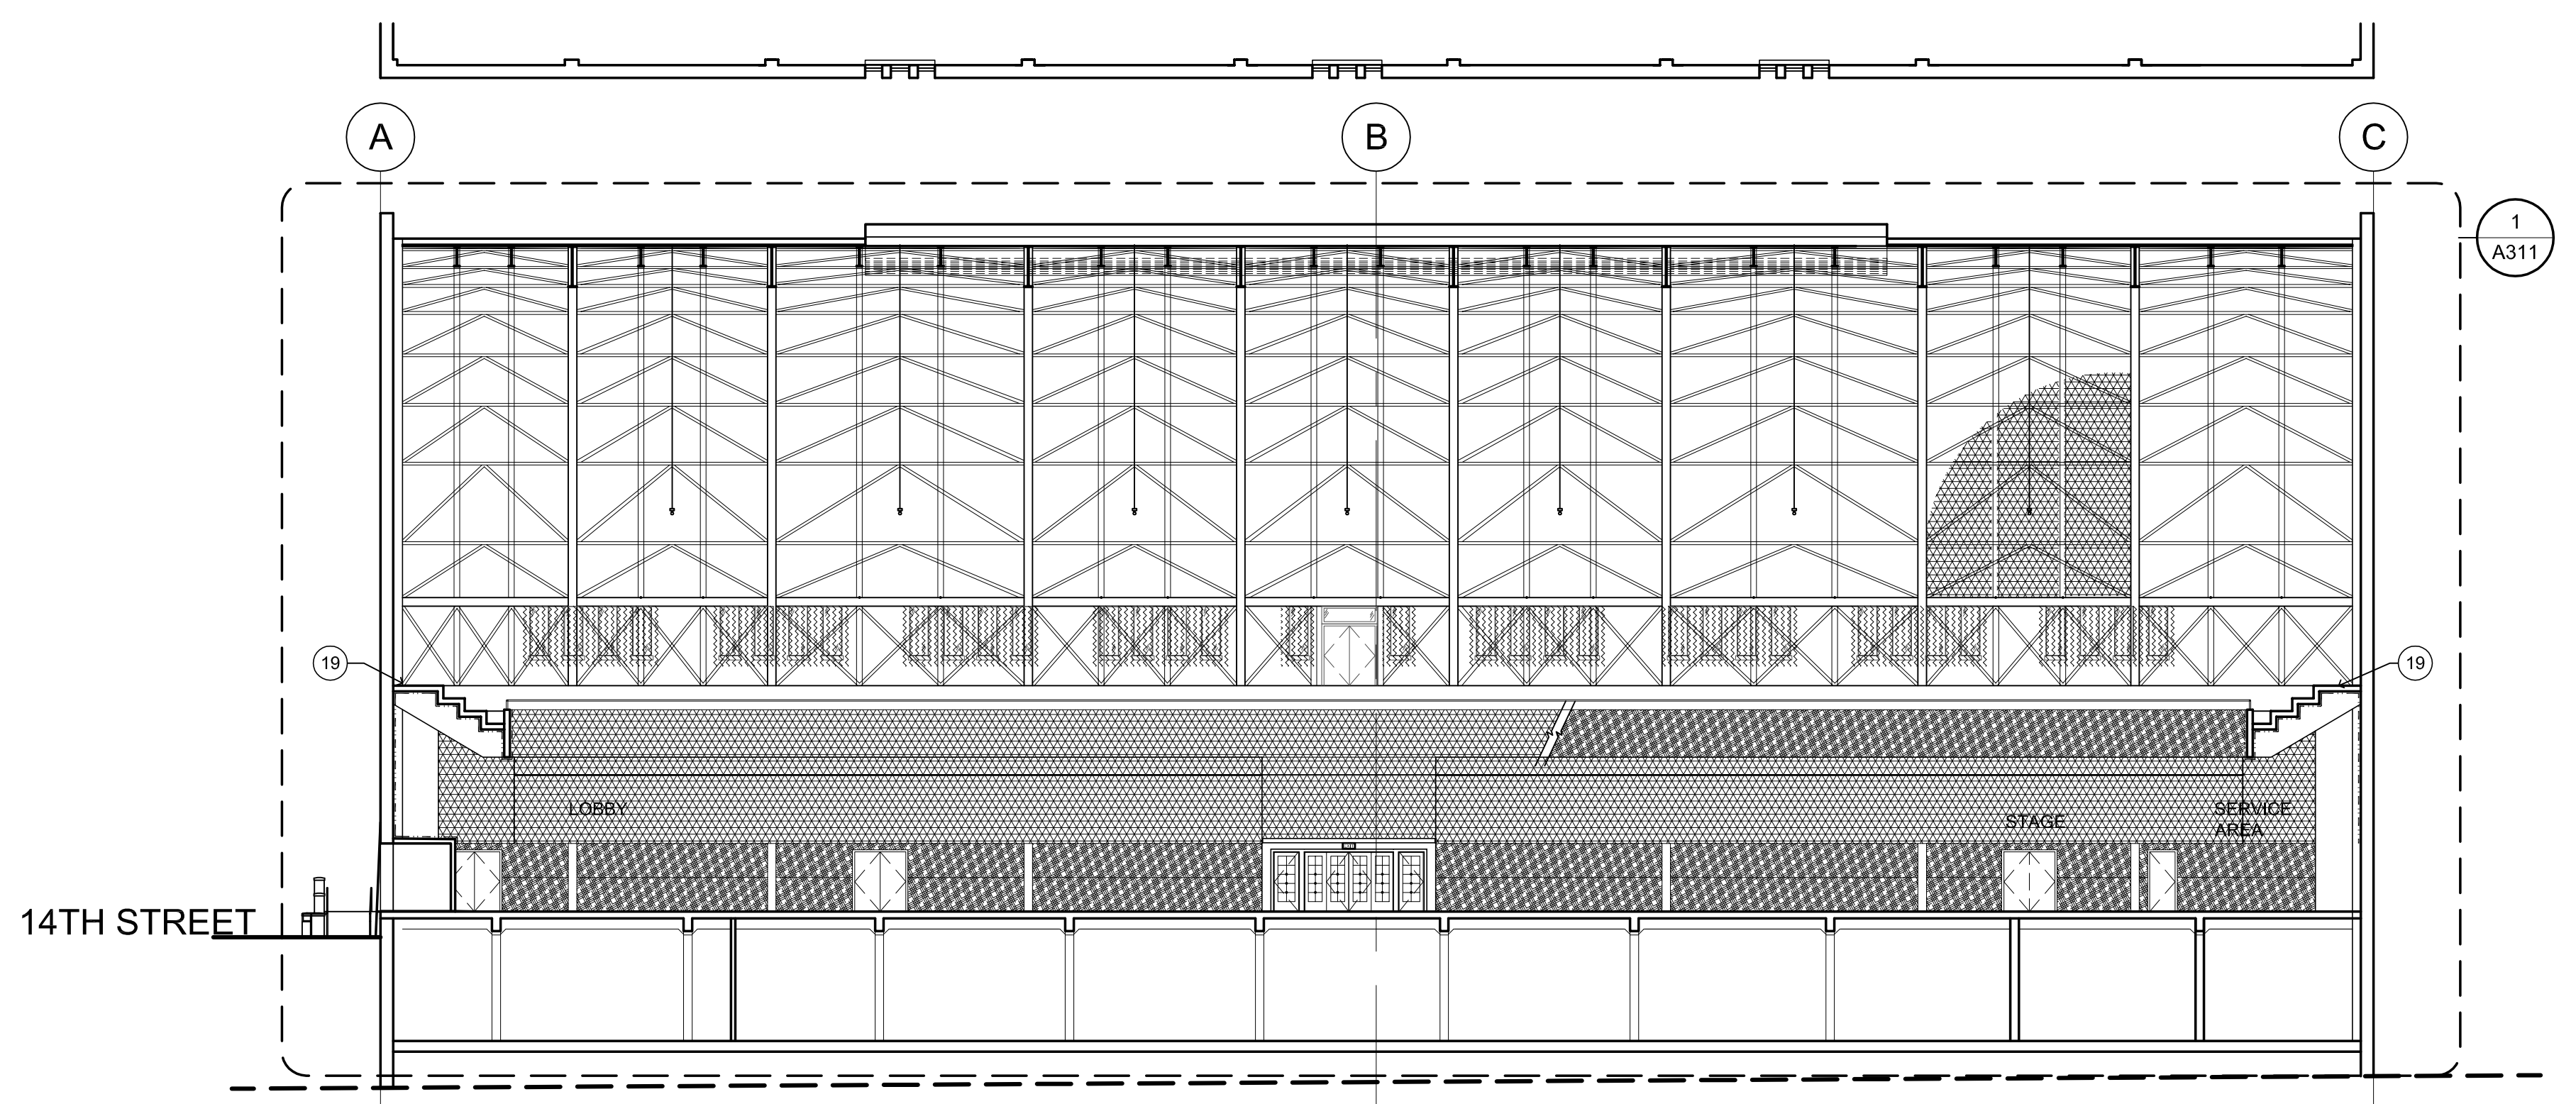 A
B
C
1
A311
19
19
LOBBY
SERVICE
STAGE
AREA
14TH STREET